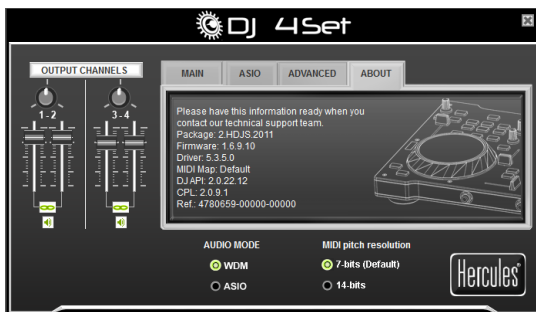 DJ 4Set
OUTPUT CHANNELS
1-2
3-4
MAIN
ASIO
ADVANCED
ABOUT
Please have this information ready when you
contact our technical support team.
Package: 2.HDJS.2011
Firmware: 1.6.9.10
Driver: 5.3.5.0
MIDI Map: Default
DJ API: 2.0.22.12
CPL: 2.0.9.1
Ref.: 4780659-00000-00000
AUDIO MODE
WDM
ASIO
MIDI pitch resolution
7-bits (Default)
14-bits
Hercules